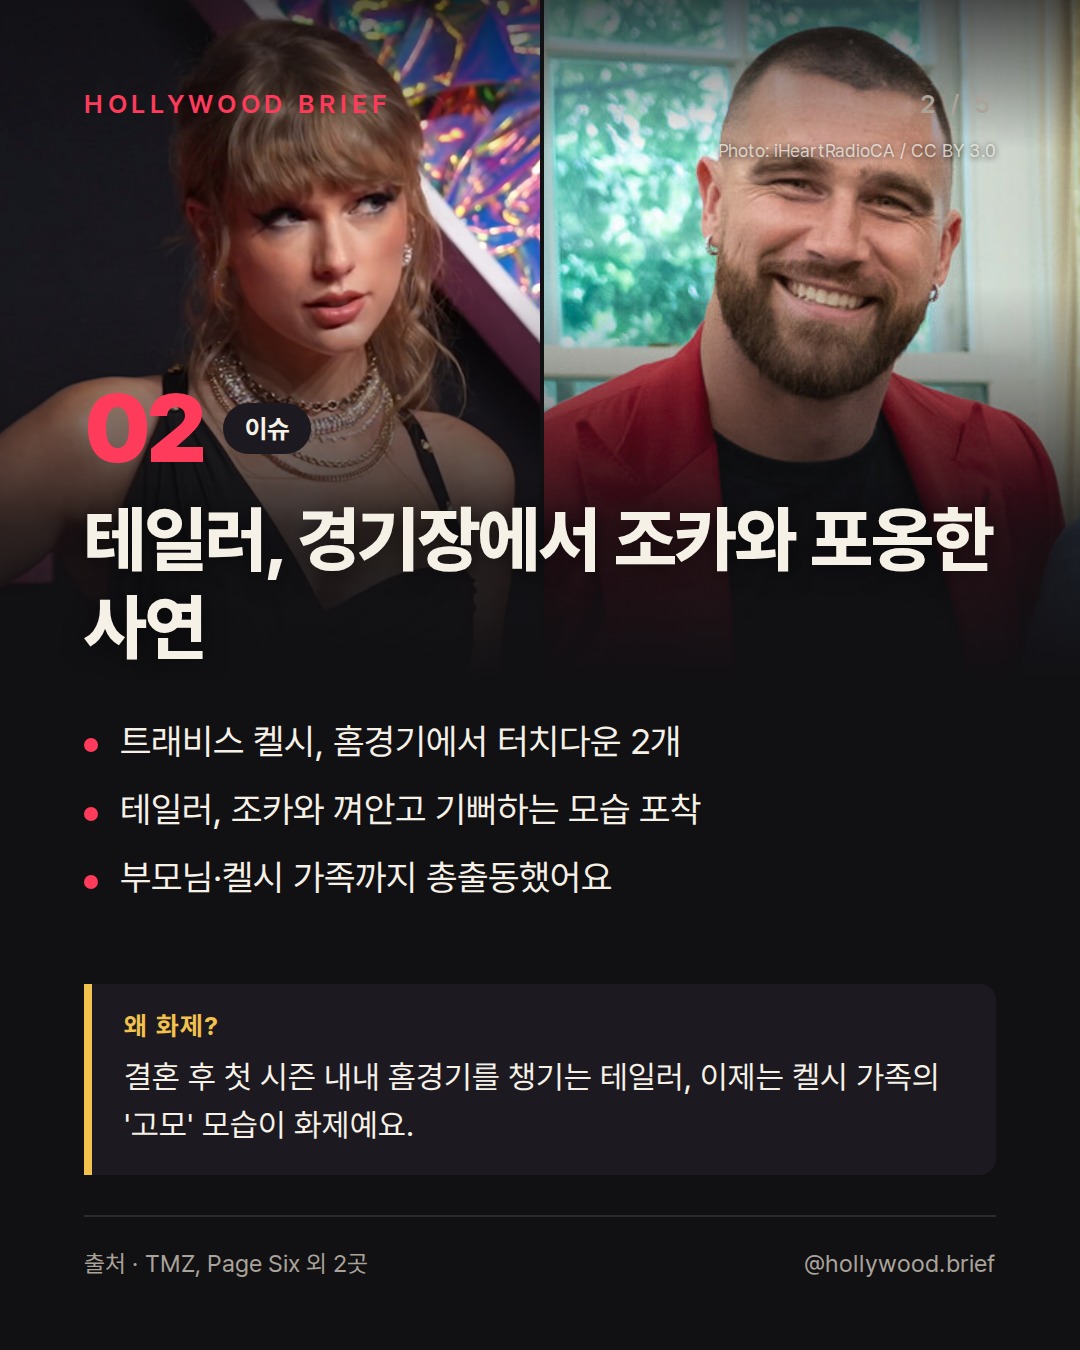 HOLLYWOOD BRIEF
2 / 5
Photo: iHeartRadioCA / CC BY 3.0
02
이슈
테일러, 경기장에서 조카와 포옹한
사연
트래비스 켈시, 홈경기에서 터치다운 2개
테일러, 조카와 껴안고 기뻐하는 모습 포착
부모님·켈시 가족까지 총출동했어요
왜 화제?
결혼 후 첫 시즌 내내 홈경기를 챙기는 테일러, 이제는 켈시 가족의
'고모' 모습이 화제예요.
출처 · TMZ, Page Six 외 2곳
@hollywood.brief